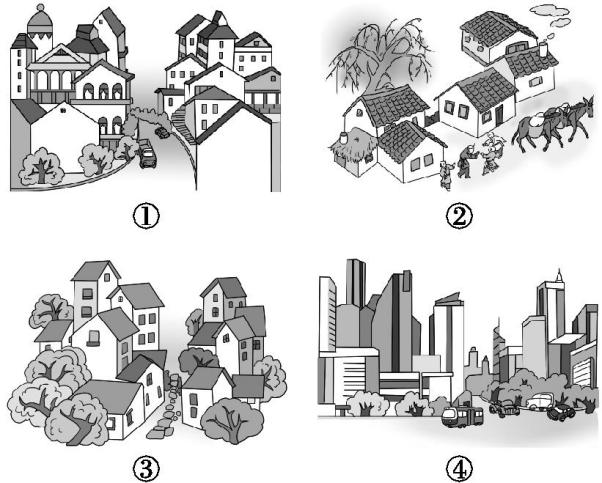 ①
②
③
④